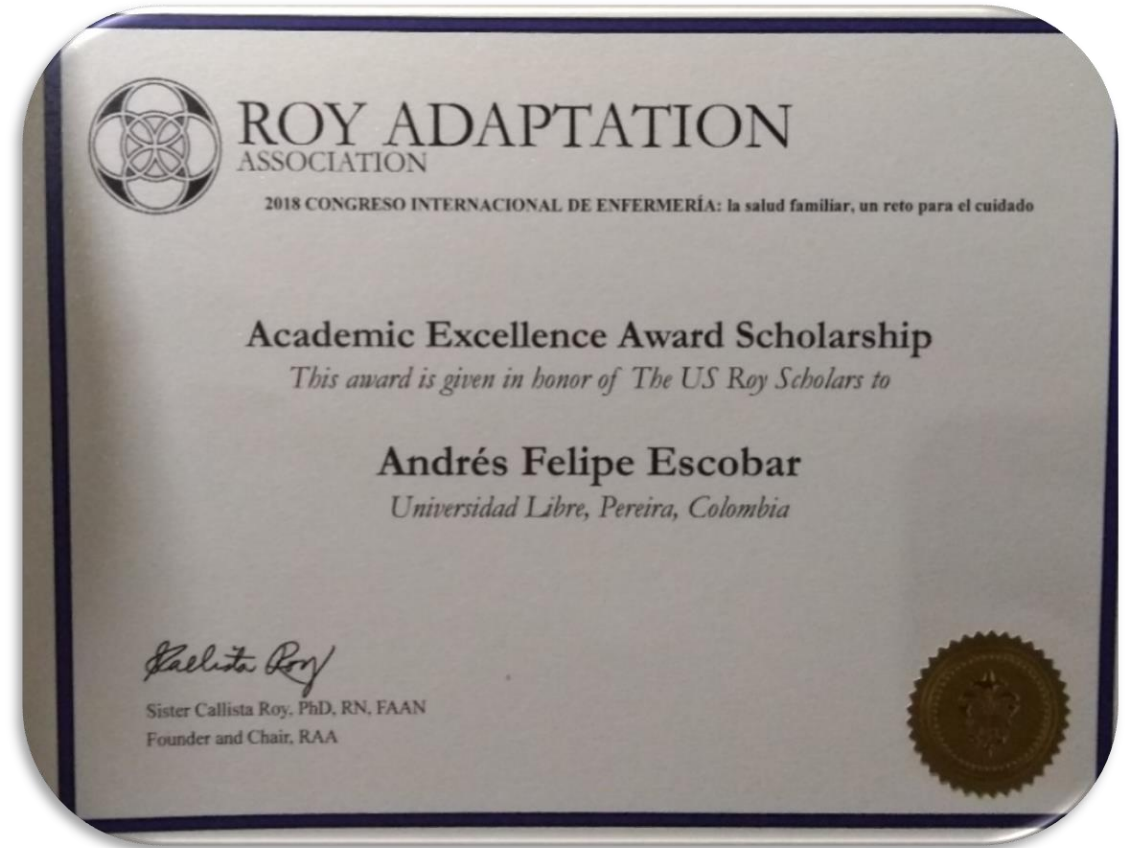 ROY ADAPTATION
ASSOCIATION
2018 CONGRESO INTERNACIONAL DE ENFERMERÍA: la salud familiar, un reto para el cuidado
Academic Excellence Award Scholarship
This award is given in honor of The US Roy Scholars to
Andrés Felipe Escobar
Universidad Libre, Pereira, Colombia
Callista Roy
Sister Callista Roy, PhD, RN, FAAN
Founder and Chair, RAA